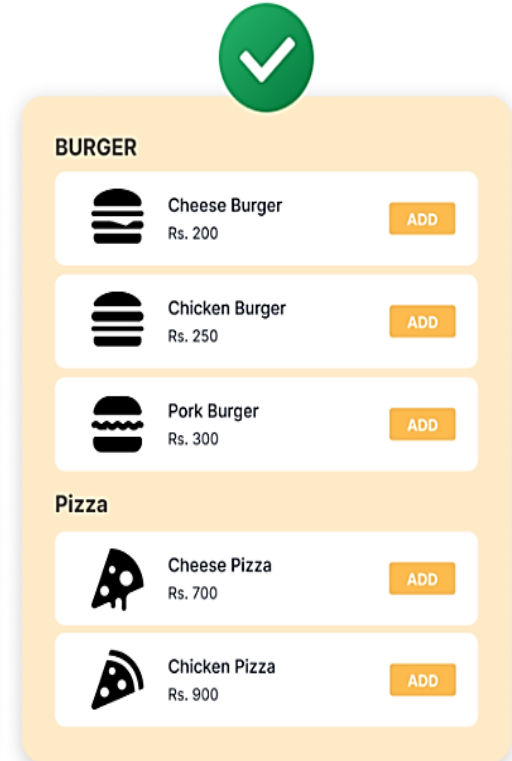 BURGER
Cheese Burger
Rs. 200
ADD
Chicken Burger
Rs. 250
ADD
Pork Burger
Rs. 300
ADD
Pizza
Cheese Pizza
Rs. 700
ADD
Chicken Pizza
Rs. 900
ADD